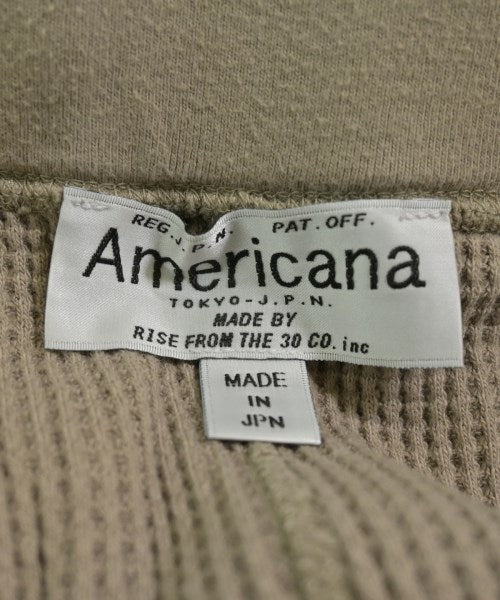 REG.J.P.N. PAT.OFF.
Americana
TOKYO-J.P.N.
MADE BY
RISE FROM THE 30 CO.inc
MADE
IN
JPN